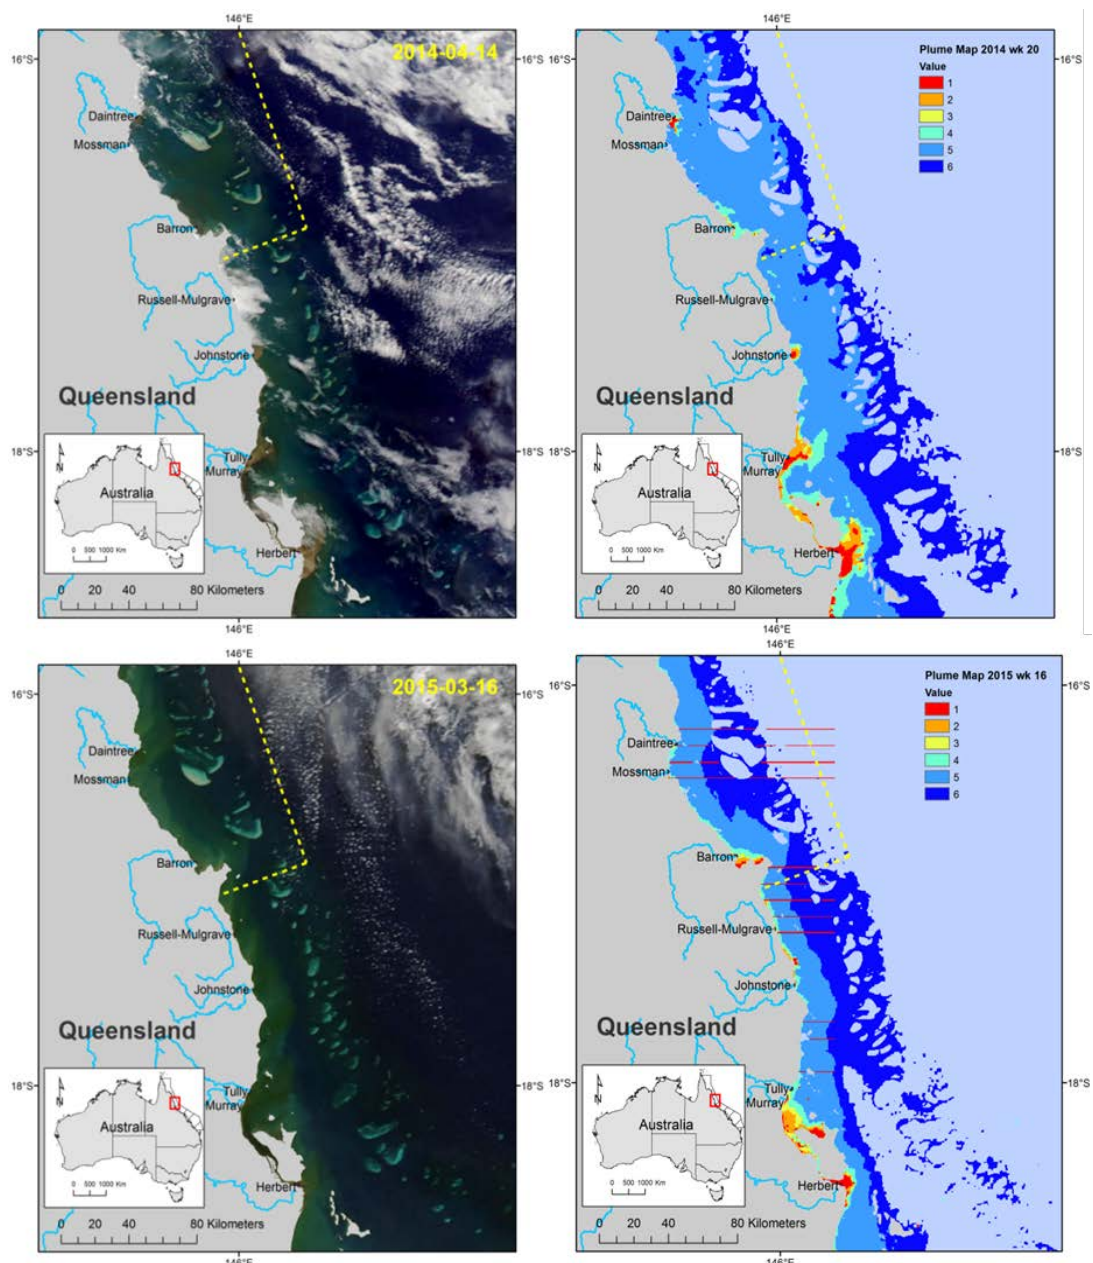 146°E
2014-04-14
16°S
Daintree
Mossman
Barron
Russell-Mulgrave
Johnstone
Queensland
18°S
Tully
Murray
N
Australia
0 500 1000 Km
Herbert
0 20 40 80 Kilometers
146°E
146°E
Plume Map 2014 wk 20
Value
1
2
3
4
5
6
16°S
16°S
Daintree
Mossman
Barron
Russell-Mulgrave
Johnstone
Queensland
18°S
18°S
Tully
Murray
N
Australia
0 500 1000 Km
Herbert
0 20 40 80 Kilometers
146°E
2015-03-16
16°S
Daintree
Mossman
Barron
Russell-Mulgrave
Johnstone
Queensland
18°S
Tully
Murray
N
Australia
0 500 1000 Km
Herbert
0 20 40 80 Kilometers
146°E
146°E
Plume Map 2015 wk 16
Value
1
2
3
4
5
6
16°S
16°S
Daintree
Mossman
Barron
Russell-Mulgrave
Johnstone
Queensland
18°S
18°S
Tully
Murray
N
Australia
0 500 1000 Km
Herbert
0 20 40 80 Kilometers
146°E